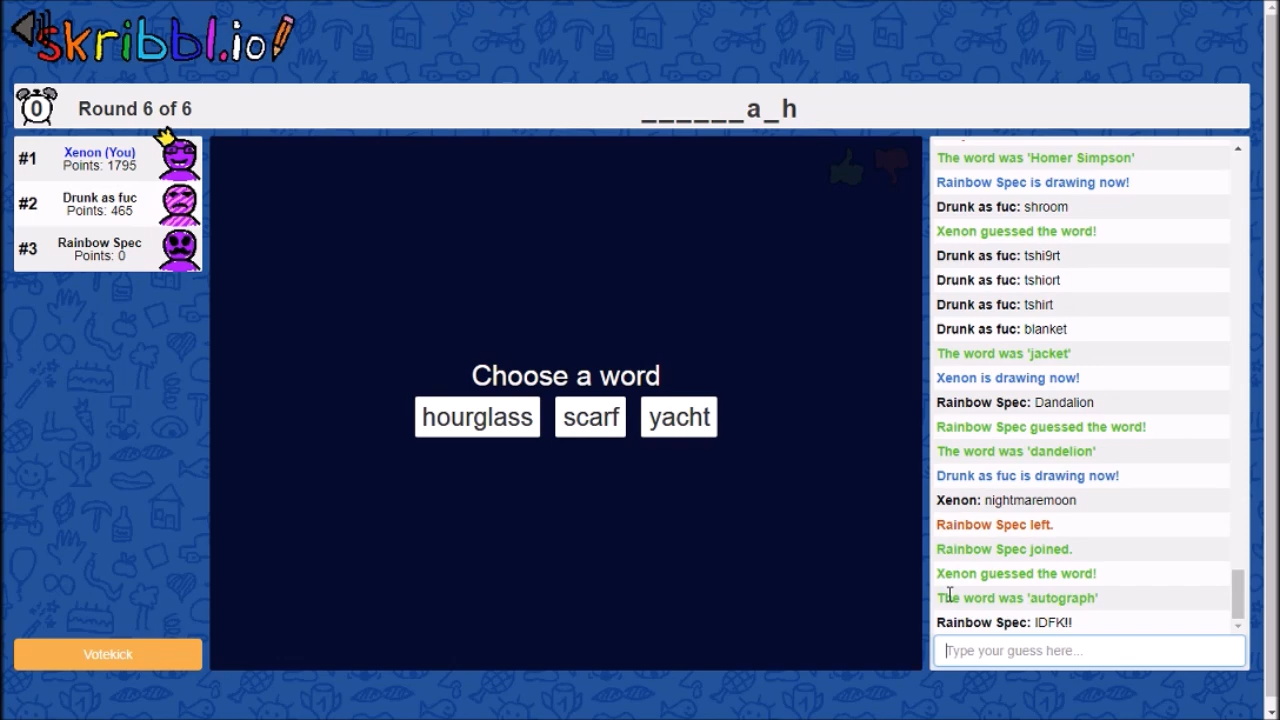 skribbl.io
0
Round 6 of 6
______a_h
#1
Xenon (You)
Points: 1795
#2
Drunk as fuc
Points: 465
#3
Rainbow Spec
Points: 0
Votekick
Choose a word
hourglass scarf yacht
The word was 'Homer Simpson'
Rainbow Spec is drawing now!
Drunk as fuc: shroom
Xenon guessed the word!
Drunk as fuc: tshi9rt
Drunk as fuc: tshiort
Drunk as fuc: tshirt
Drunk as fuc: blanket
The word was 'jacket'
Xenon is drawing now!
Rainbow Spec: Dandalion
Rainbow Spec guessed the word!
The word was 'dandelion'
Drunk as fuc is drawing now!
Xenon: nightmaremoon
Rainbow Spec left.
Rainbow Spec joined.
Xenon guessed the word!
The word was 'autograph'
Rainbow Spec: IDFK!!
Type your guess here...